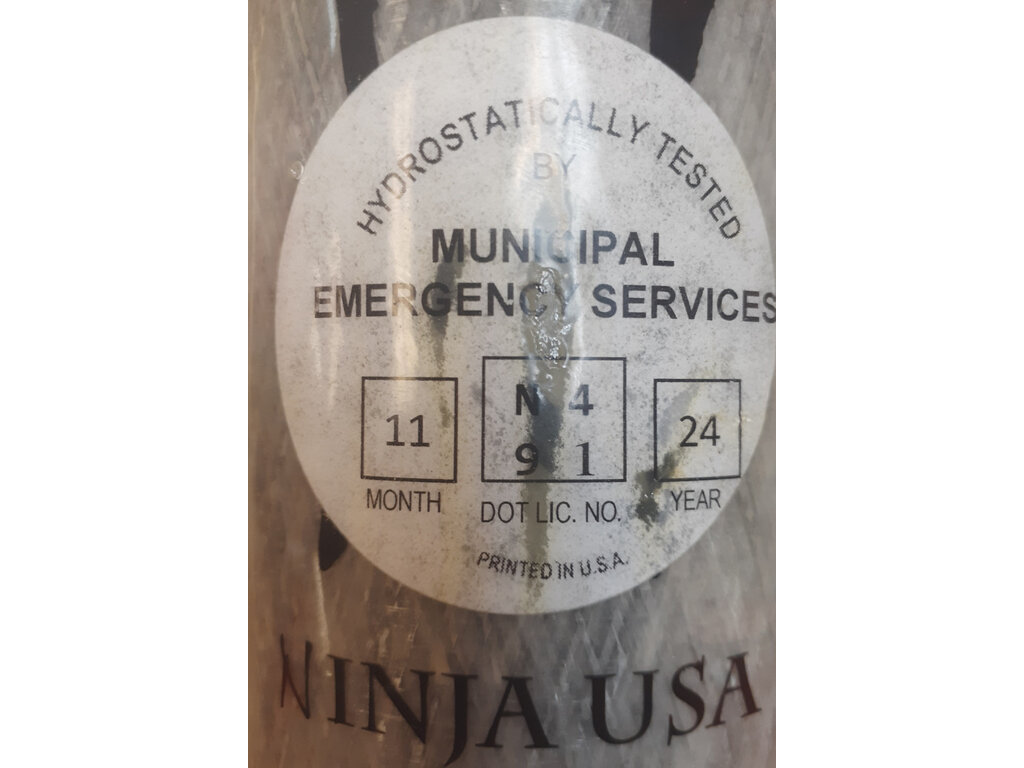 HYDROSTATICALLY TESTED
BY
MUNICIPAL
EMERGENCY SERVICES
11
N 4
9 1
24
MONTH
DOT LIC. NO.
YEAR
PRINTED IN U.S.A.
NINJA USA